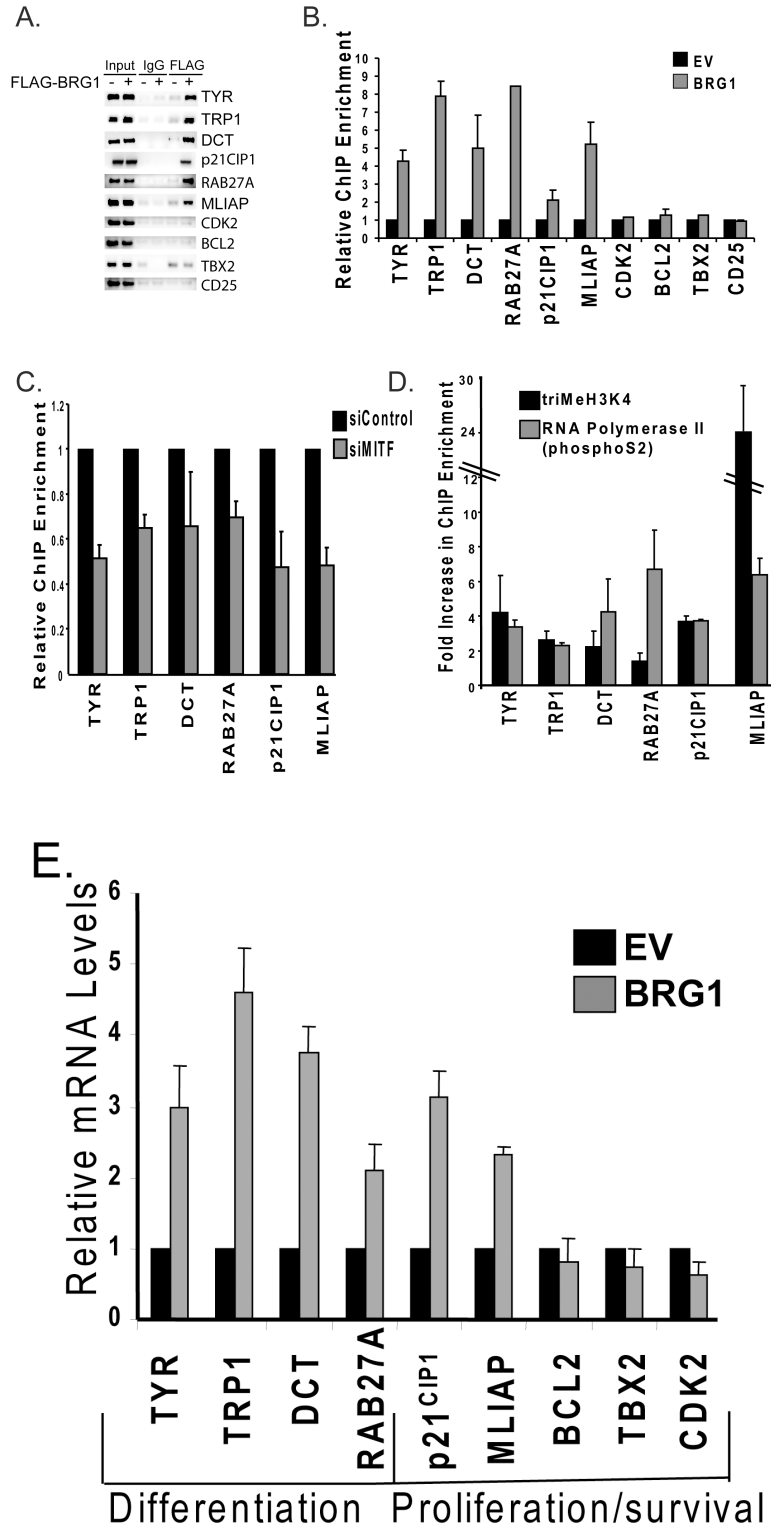 A.
Input IgG FLAG
FLAG-BRG1 - + - + - +
TYR
TRP1
DCT
p21CIP1
RAB27A
MLIAP
CDK2
BCL2
TBX2
CD25
B.
Relative ChIP Enrichment
10
9
8
7
6
5
4
3
2
1
0
EV
BRG1
TYR
TRP1
DCT
RAB27A
p21CIP1
MLIAP
CDK2
BCL2
TBX2
CD25
C.
Relative ChIP Enrichment
1.2
1
0.8
0.6
0.4
0.2
0
siControl
siMITF
TYR
TRP1
DCT
RAB27A
p21CIP1
MLIAP
D.
Fold Increase in ChIP Enrichment
30
24
12
10
8
6
4
2
0
triMeH3K4
RNA Polymerase II
(phosphoS2)
TYR
TRP1
DCT
RAB27A
p21CIP1
MLIAP
E.
Relative mRNA Levels
6
5
4
3
2
1
0
EV
BRG1
TYR
TRP1
DCT
RAB27A
p21CIP1
MLIAP
BCL2
TBX2
CDK2
Differentiation Proliferation/survival